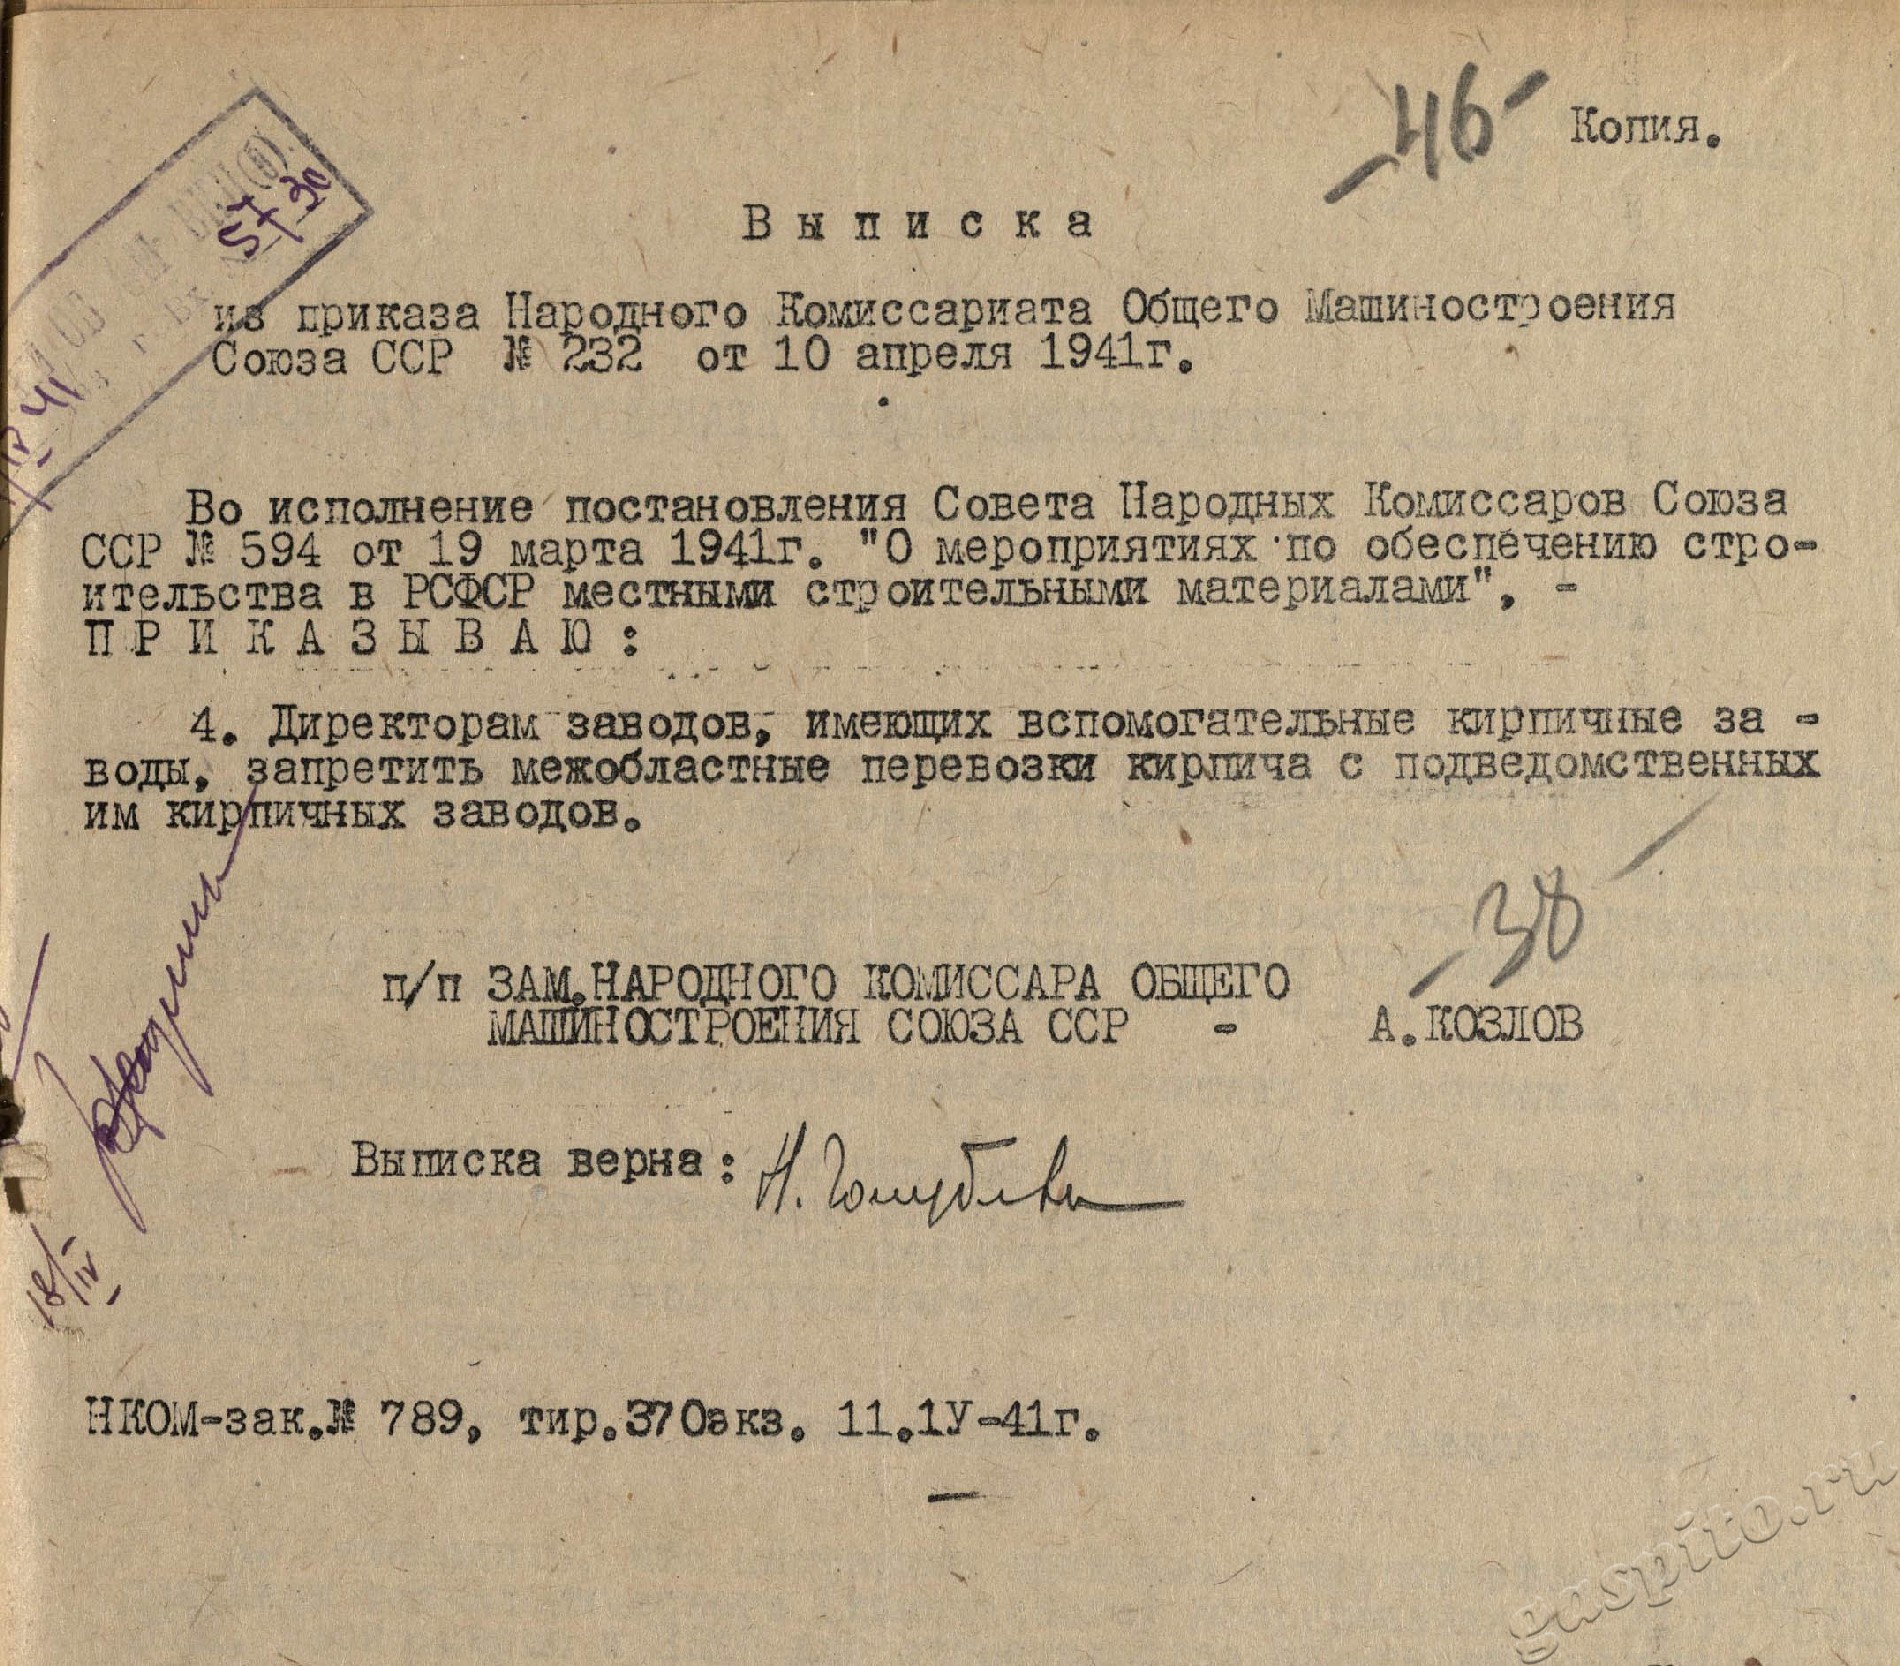 -46-
Копия.
Выписка
из приказа Народного Комиссариата Общего Машиностроения
Союза ССР № 232 от 10 апреля 1941г.
Во исполнение постановления Совета Народных Комиссаров Союза
ССР № 594 от 19 марта 1941г. "О мероприятиях по обеспечению стро-
ительства в РСФСР местными строительными материалами", -
ПРИКАЗЫВАЮ:
4. Директорам заводов, имеющих вспомогательные кирпичные за -
воды, запретить межобластные перевозки кирпича с подведомственных
им кирпичных заводов.
п/п ЗАМ.НАРОДНОГО КОМИССАРА ОБЩЕГО
МАШИНОСТРОЕНИЯ СОЮЗА ССР - А.КОЗЛОВ
Выписка верна:
18/IV
НКОМ-зак.№ 789, тир.370экз. 11.1У-41г.
gaspito.ru